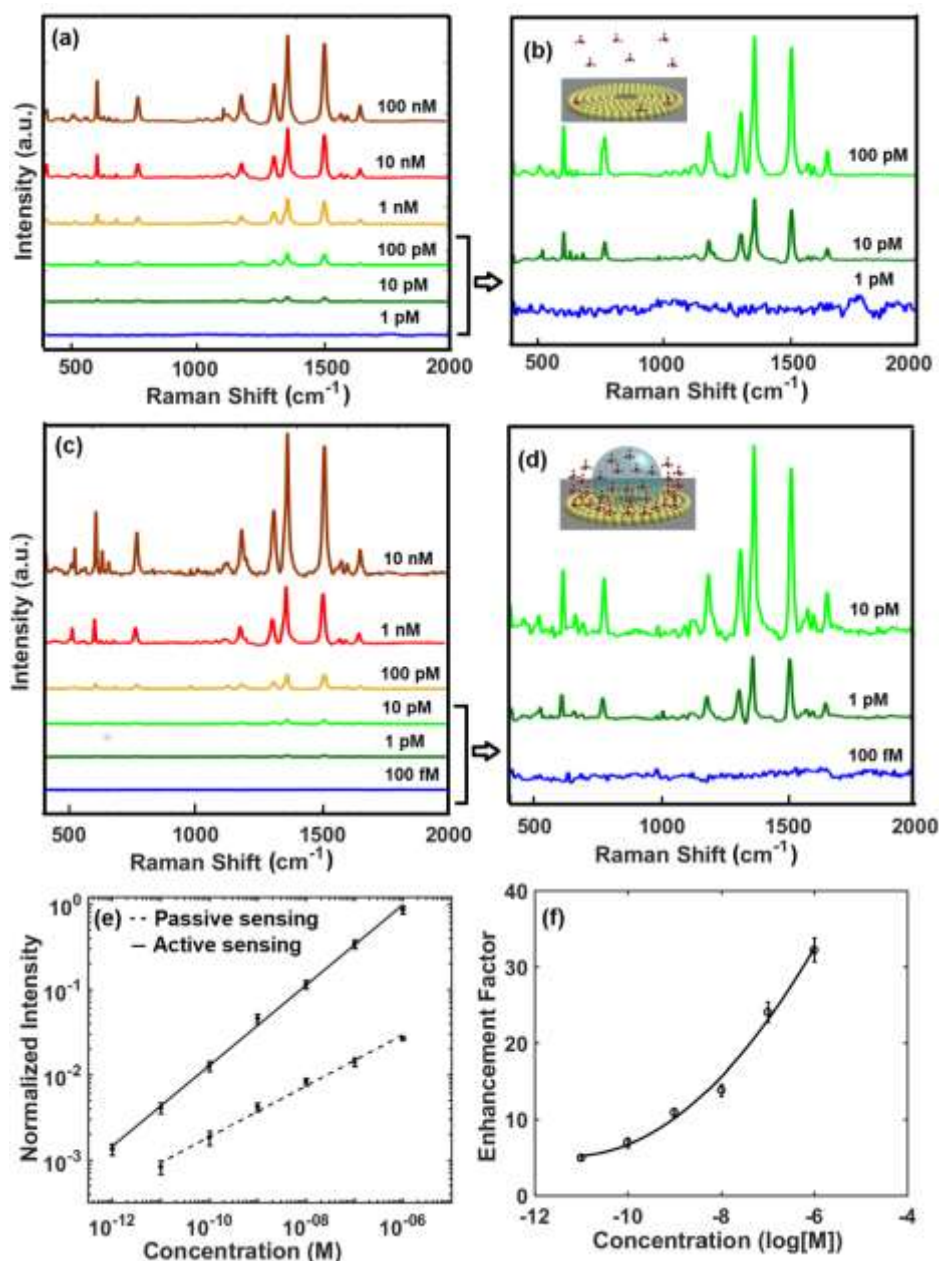 (a)
100 nM
10 nM
1 nM
100 pM
10 pM
1 pM
Intensity (a.u.)
500 1000 1500 2000
Raman Shift (cm⁻¹)
(b)
100 pM
10 pM
1 pM
500 1000 1500 2000
Raman Shift (cm⁻¹)
(c)
10 nM
1 nM
100 pM
10 pM
1 pM
100 fM
Intensity (a.u.)
500 1000 1500 2000
Raman Shift (cm⁻¹)
(d)
10 pM
1 pM
100 fM
500 1000 1500 2000
Raman Shift (cm⁻¹)
(e)
Passive sensing
Active sensing
Normalized Intensity
10⁰
10⁻¹
10⁻²
10⁻³
10⁻¹² 10⁻¹⁰ 10⁻⁰⁸ 10⁻⁰⁶
Concentration (M)
(f)
Enhancement Factor
40
30
20
10
0
-12 -10 -8 -6 -4
Concentration (log[M])